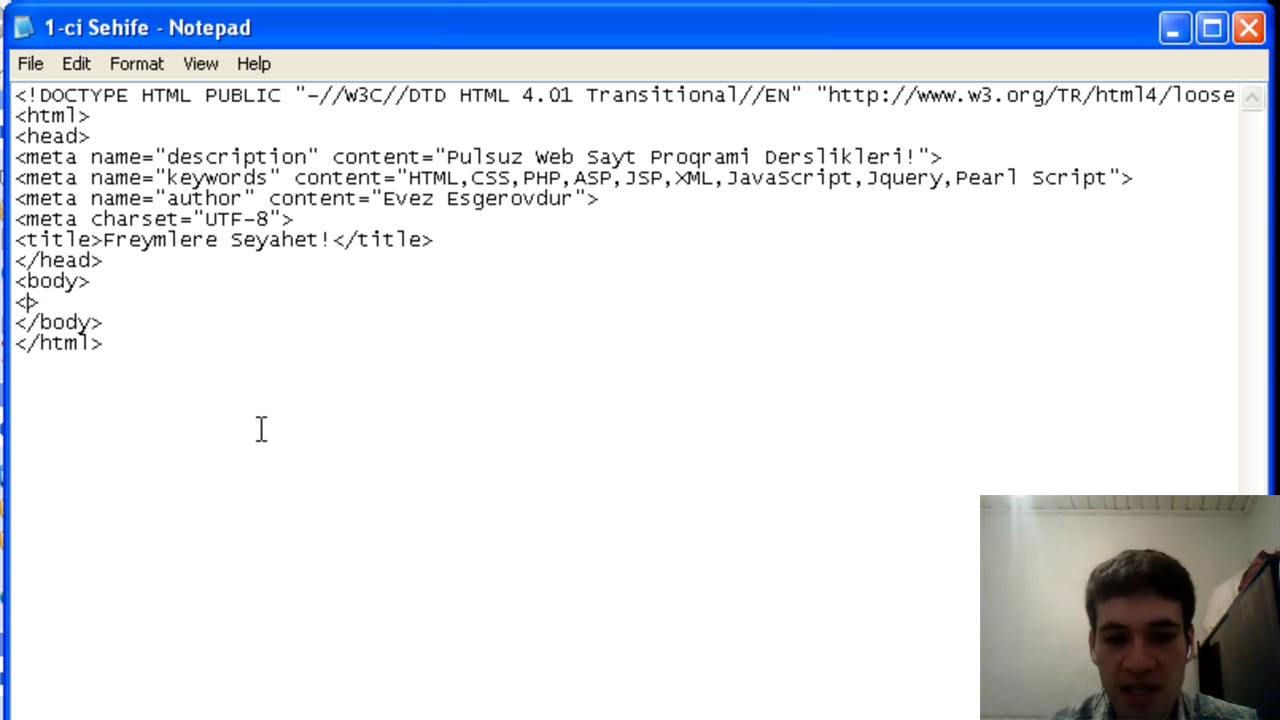 1-ci Sehife - Notepad
File Edit Format View Help
<!DOCTYPE HTML PUBLIC "-//W3C//DTD HTML 4.01 Transitional//EN" "http://www.w3.org/TR/html4/loose
<html>
<head>
<meta name="description" content="Pulsuz Web Sayt Proqrami Derslikleri!">
<meta name="keywords" content="HTML,CSS,PHP,ASP,JSP,XML,JavaScript,Jquery,Pearl Script">
<meta name="author" content="Evez Esgerovdur">
<meta charset="UTF-8">
<title>Freymlere Seyahet!</title>
</head>
<body>
<>
</body>
</html>